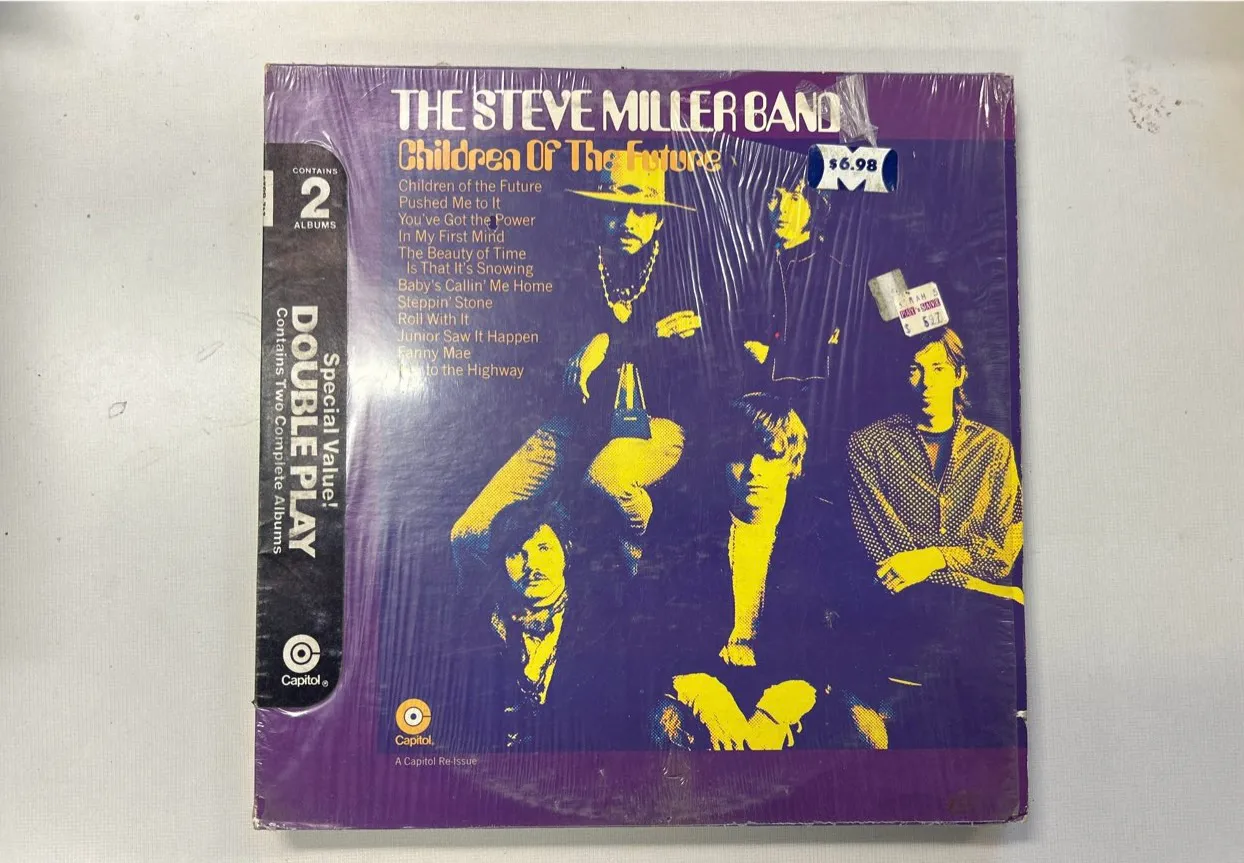 THE STEVE MILLER BAND
Children Of The Future
$6.98
Children of the Future
Pushed Me to It
You've Got the Power
In My First Mind
The Beauty of Time
Is That It's Snowing
Baby's Callin' Me Home
Steppin' Stone
Roll With It
Junior Saw It Happen
Fanny Mae
to the Highway
CONTAINS
2
ALBUMS
Special Value!
DOUBLE PLAY
Contains Two Complete Albums
Capitol®
Capitol.
A Capitol Re-Issue